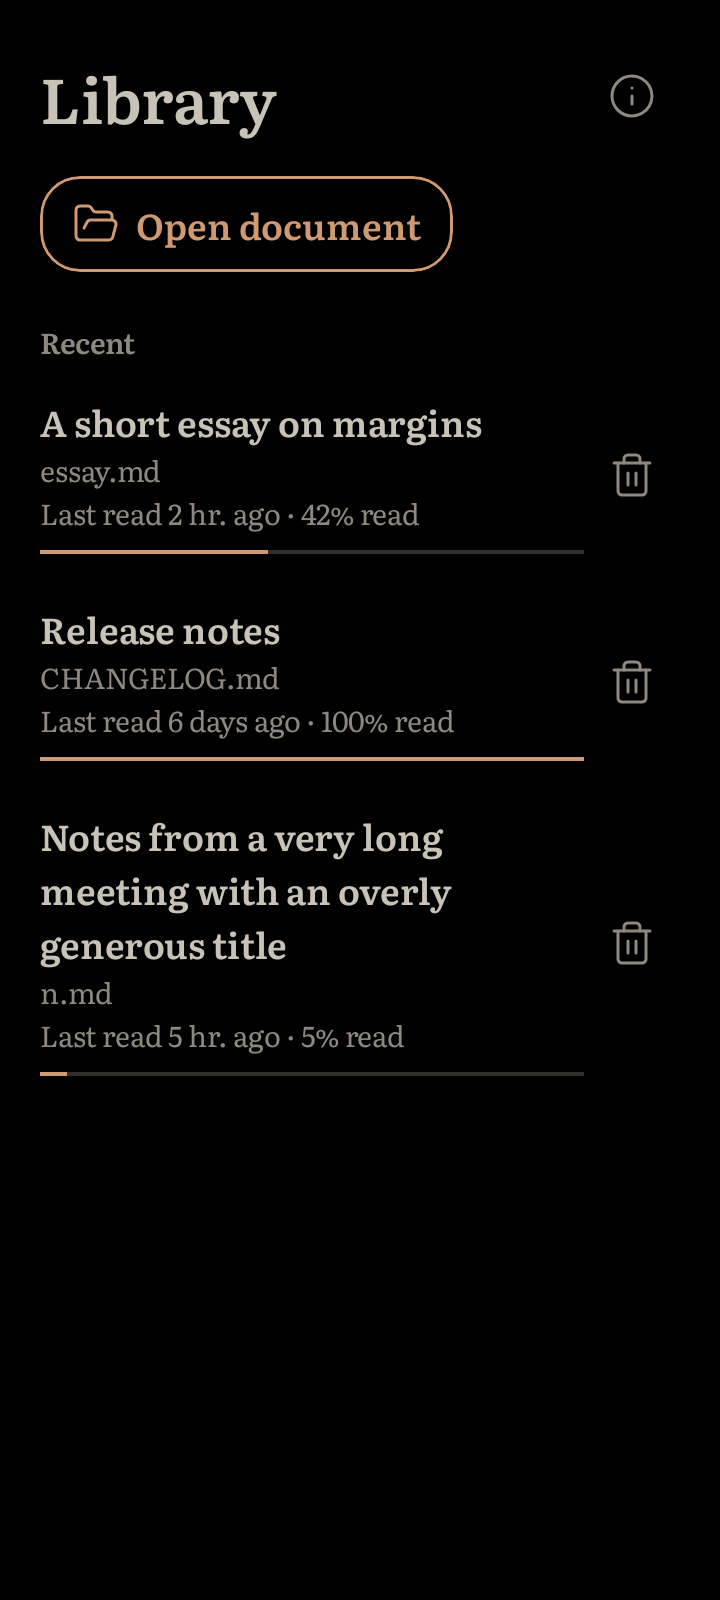 Library
Open document
Recent
A short essay on margins
essay.md
Last read 2 hr. ago · 42% read
Release notes
CHANGELOG.md
Last read 6 days ago · 100% read
Notes from a very long
meeting with an overly
generous title
n.md
Last read 5 hr. ago · 5% read